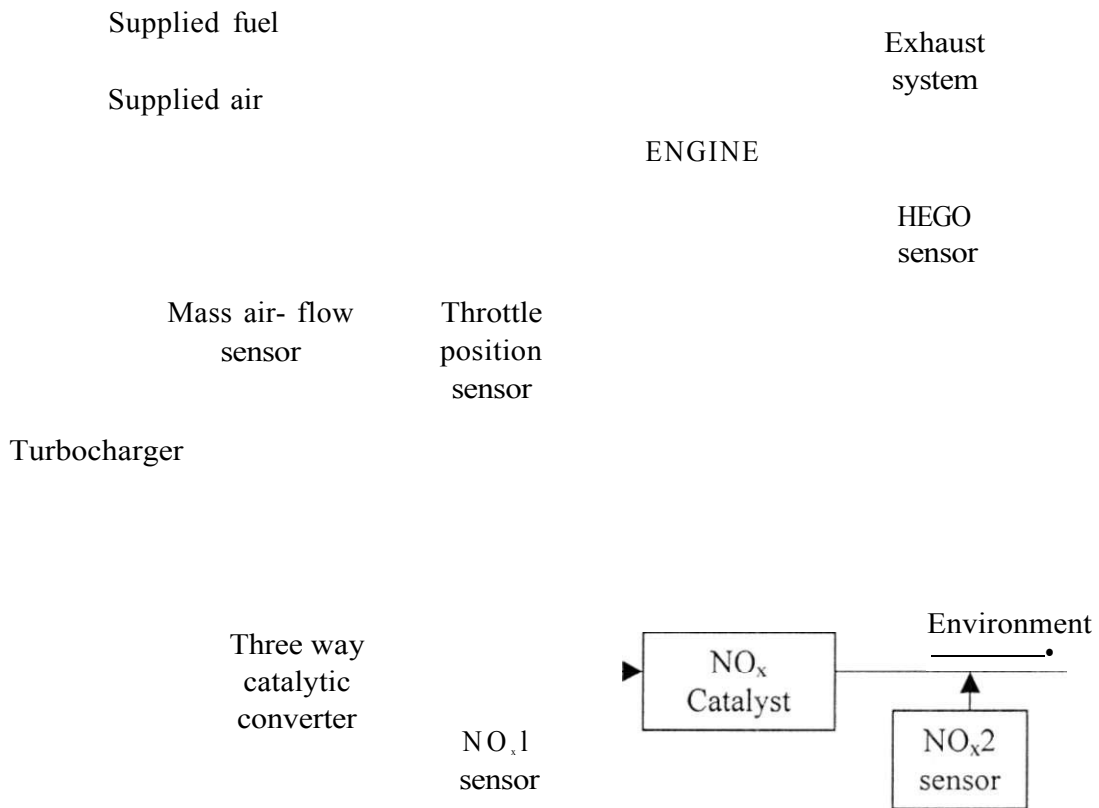 Supplied fuel
Exhaust
system
Supplied air
ENGINE
HEGO
sensor
Mass air- flow
sensor
Throttle
position
sensor
Turbocharger
Three way
catalytic
converter
NOx1
sensor
NOx
Catalyst
Environment
NOx2
sensor